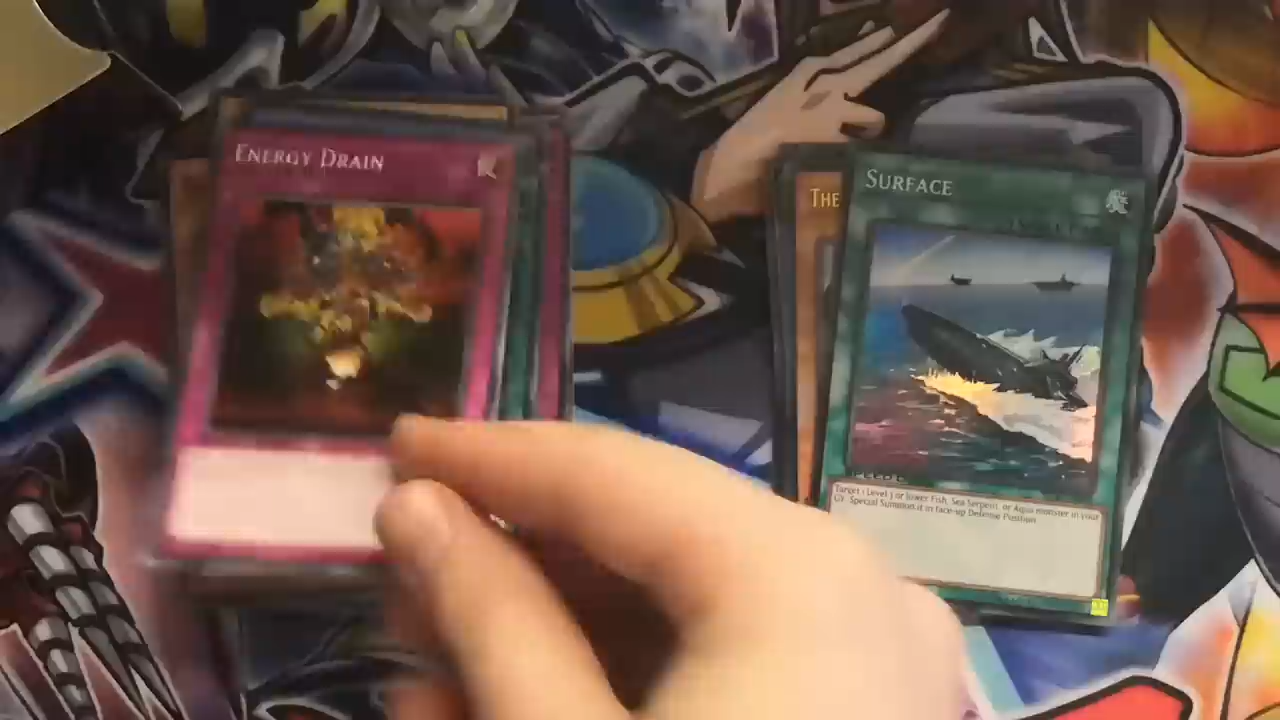 ENERGY DRAIN
THE
SURFACE
Target 1 Level 3 or lower Fish, Sea Serpent, or Aqua monster in your
GY; Special Summon it in face-up Defense Position.